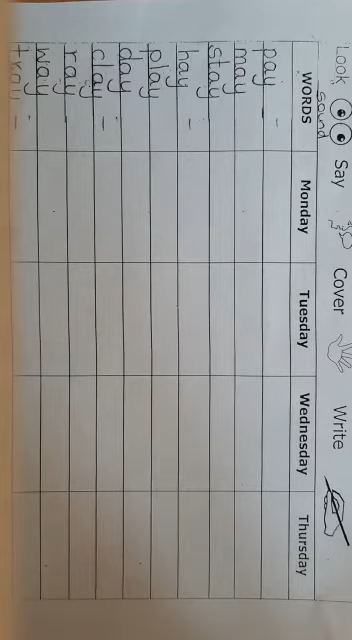 Look Say Cover Write
sound
WORDS Monday Tuesday Wednesday Thursday
pay -
may
stay
hay -
play
day
clay -
ray
way -
tray -